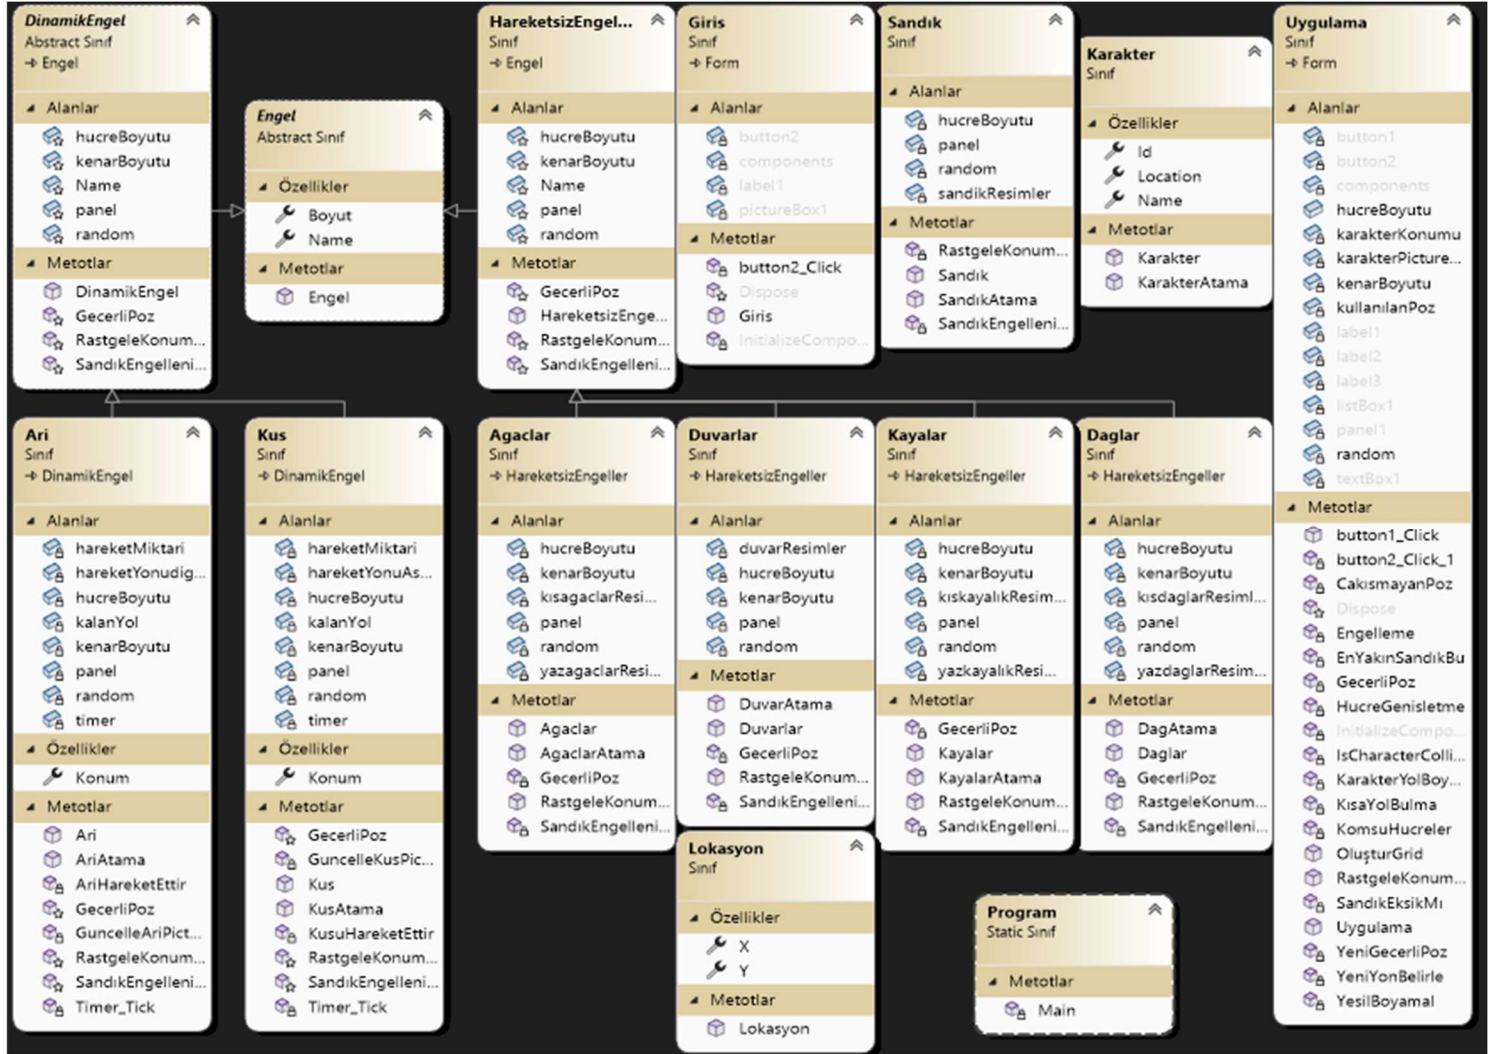 DinamikEngel
Abstract Sınıf
Engel
Alanlar
hucreBoyutu
kenarBoyutu
Name
panel
random
Metotlar
DinamikEngel
GecerliPoz
RastgeleKonum...
SandıkEngelleni...
Engel
Abstract Sınıf
Özellikler
Boyut
Name
Metotlar
Engel
HareketsizEngel...
Sınıf
Engel
Alanlar
hucreBoyutu
kenarBoyutu
Name
panel
random
Metotlar
GecerliPoz
HareketsizEnge...
RastgeleKonum...
SandıkEngelleni...
Giris
Sınıf
Form
Alanlar
button2
components
label1
pictureBox1
Metotlar
button2_Click
Dispose
Giris
InitializeCompo...
Sandık
Sınıf
Alanlar
hucreBoyutu
panel
random
sandikResimler
Metotlar
RastgeleKonum...
Sandık
SandıkAtama
SandıkEngelleni...
Karakter
Sınıf
Özellikler
Id
Location
Name
Metotlar
Karakter
KarakterAtama
Uygulama
Sınıf
Form
Alanlar
button1
button2
components
hucreBoyutu
karakterKonumu
karakterPicture...
kenarBoyutu
kullanılanPoz
label1
label2
label3
listBox1
panel1
random
textBox1
Metotlar
button1_Click
button2_Click_1
CakısmayanPoz
Dispose
Engelleme
EnYakınSandıkBu
GecerliPoz
HucreGenisletme
InitializeCompo...
IsCharacterColli...
KarakterYolBoy...
KısaYolBulma
KomsuHucreler
OluşturGrid
RastgeleKonum...
SandıkEksikMı
Uygulama
YeniGecerliPoz
YeniYonBelirle
YesilBoyamal
Ari
Sınıf
DinamikEngel
Alanlar
hareketMiktari
hareketYonudig...
hucreBoyutu
kalanYol
kenarBoyutu
panel
random
timer
Özellikler
Konum
Metotlar
Ari
AriAtama
AriHareketEttir
GecerliPoz
GuncelleAriPict...
RastgeleKonum...
SandıkEngelleni...
Timer_Tick
Kus
Sınıf
DinamikEngel
Alanlar
hareketMiktari
hareketYonuAs...
hucreBoyutu
kalanYol
kenarBoyutu
panel
random
timer
Özellikler
Konum
Metotlar
GecerliPoz
GuncelleKusPic...
Kus
KusAtama
KusuHareketEttir
RastgeleKonum...
SandıkEngelleni...
Timer_Tick
Agaclar
Sınıf
HareketsizEngeller
Alanlar
hucreBoyutu
kenarBoyutu
kısagaclarResi...
panel
random
yazagaclarResi...
Metotlar
Agaclar
AgaclarAtama
GecerliPoz
RastgeleKonum...
SandıkEngelleni...
Duvarlar
Sınıf
HareketsizEngeller
Alanlar
duvarResimler
hucreBoyutu
kenarBoyutu
panel
random
Metotlar
DuvarAtama
Duvarlar
GecerliPoz
RastgeleKonum...
SandıkEngelleni...
Kayalar
Sınıf
HareketsizEngeller
Alanlar
hucreBoyutu
kenarBoyutu
kıskayalıkResim...
panel
random
yazkayalıkResi...
Metotlar
GecerliPoz
Kayalar
KayalarAtama
RastgeleKonum...
SandıkEngelleni...
Daglar
Sınıf
HareketsizEngeller
Alanlar
hucreBoyutu
kenarBoyutu
kısdaglarResiml...
panel
random
yazdaglarResim...
Metotlar
DagAtama
Daglar
GecerliPoz
RastgeleKonum...
SandıkEngelleni...
Lokasyon
Sınıf
Özellikler
X
Y
Metotlar
Lokasyon
Program
Static Sınıf
Metotlar
Main